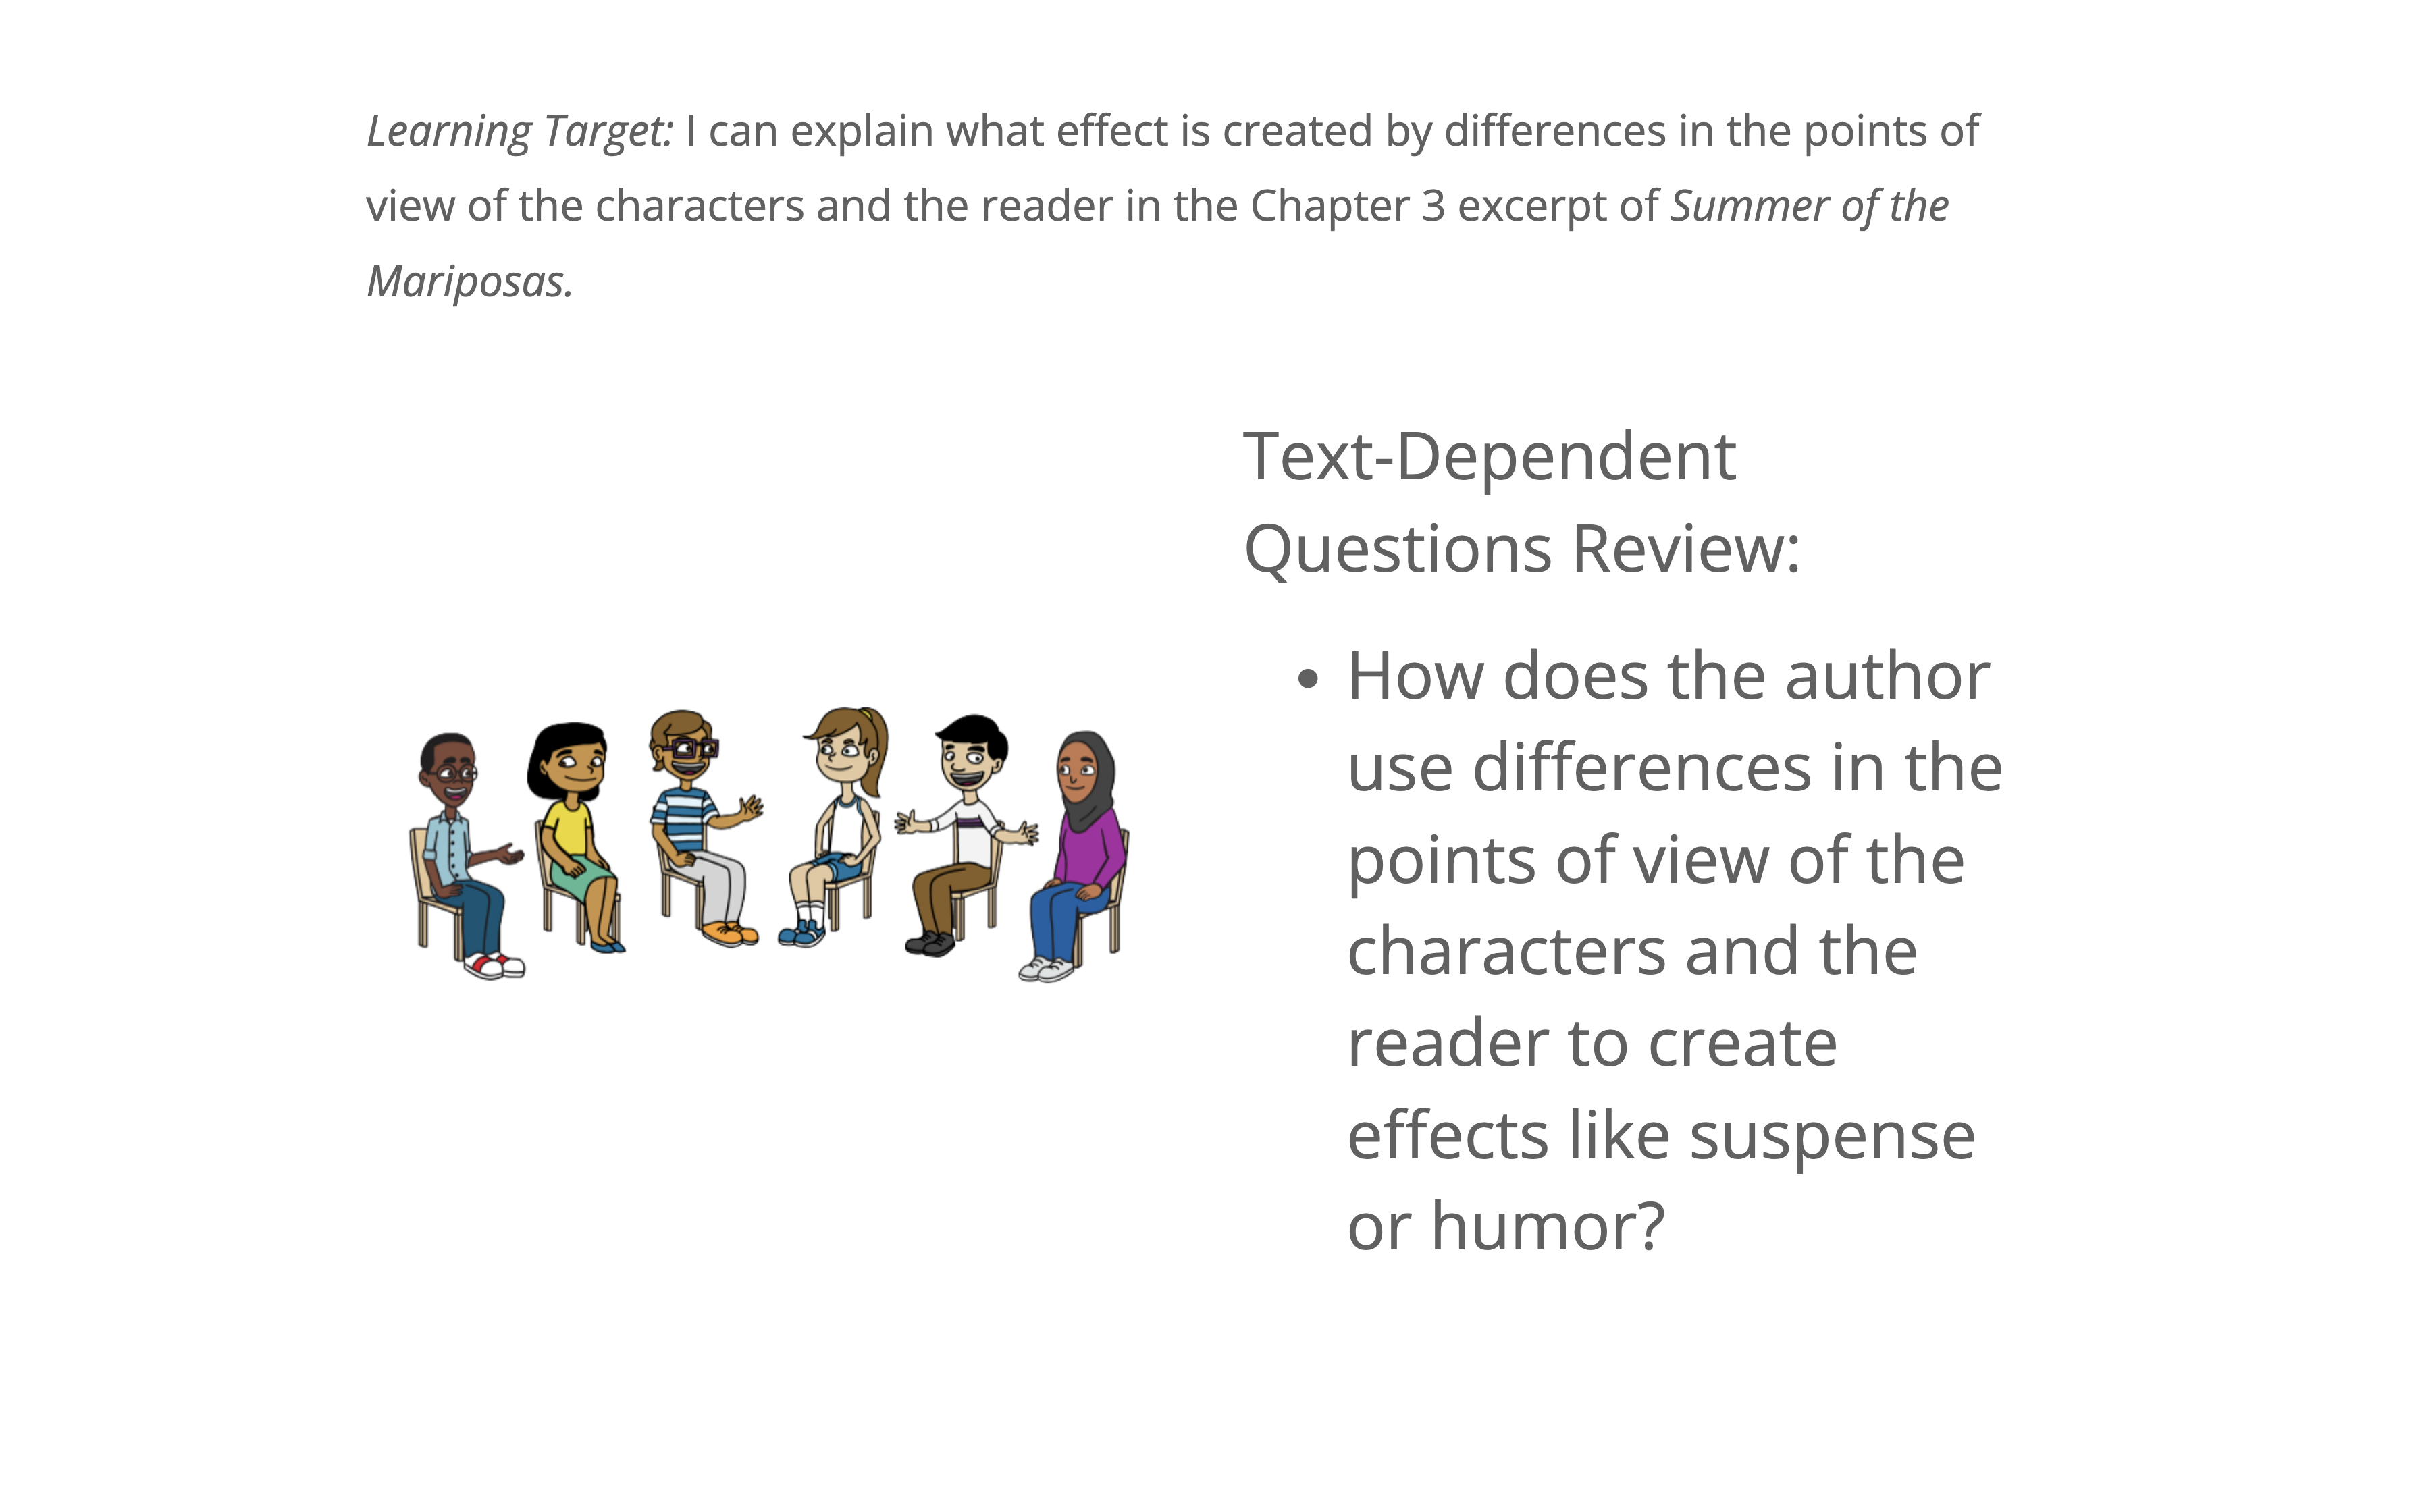 Learning Target: I can explain what effect is created by differences in the points of
view of the characters and the reader in the Chapter 3 excerpt of Summer of the
Mariposas.
Text-Dependent
Questions Review:
• How does the author
use differences in the
points of view of the
characters and the
reader to create
effects like suspense
or humor?